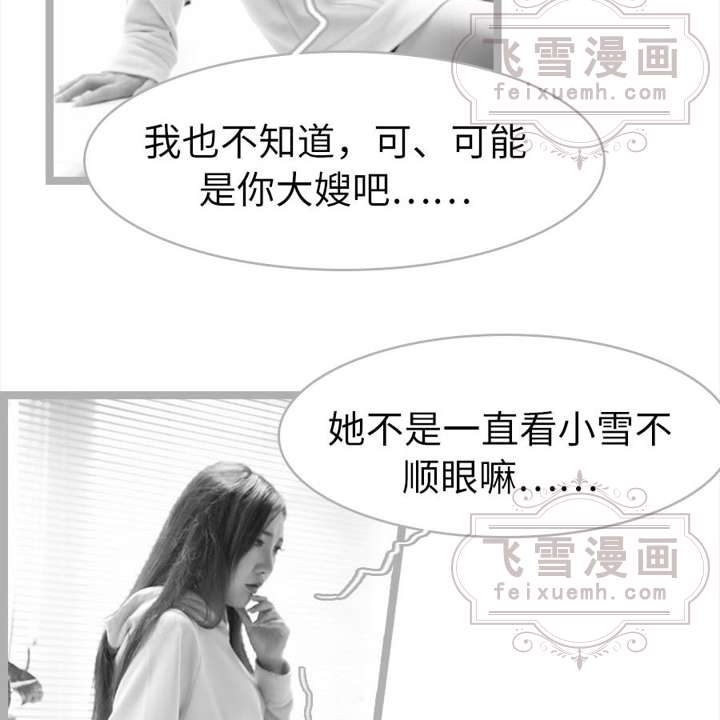 飞雪漫画
feixuemh.com
我也不知道，可、可能
是你大嫂吧……
她不是一直看小雪不
顺眼嘛……
飞雪漫画
feixuemh.com